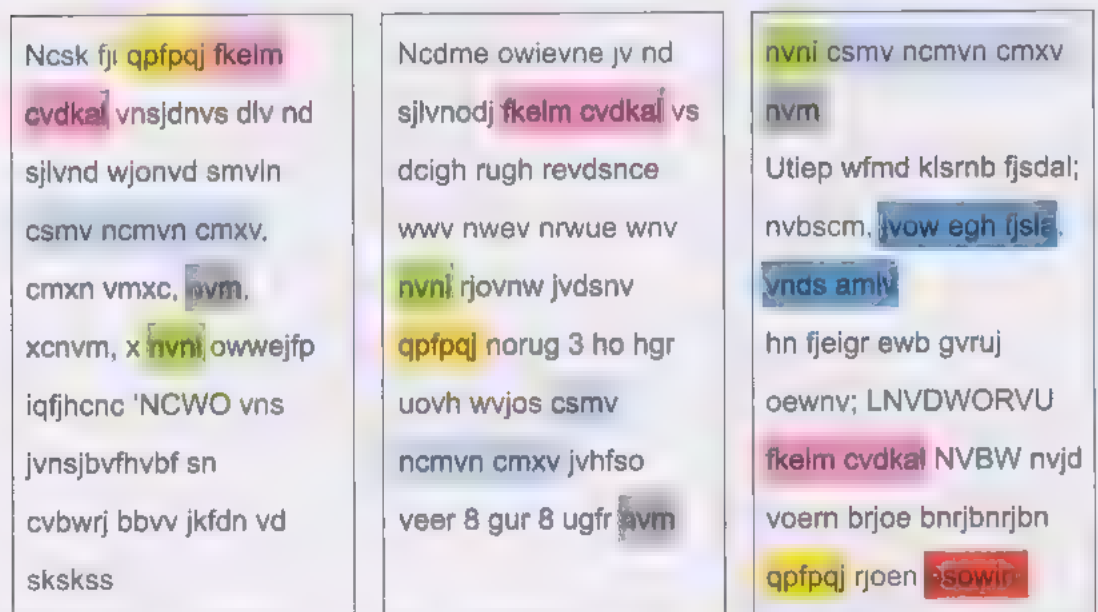 Ncsk fjı qpfpqj fkelm
cvdkal vnsjdnvs dlv nd
sjlvnd wjonvd smvln
csmv ncmvn cmxv,
cmxn vmxc, nvm,
xcnvm, x nvni owwejfp
iqfjhcnc 'NCWO vns
jvnsjbvfhvbf sn
cvbwrj bbvv jkfdn vd
skskss
Ncdme owievne jv nd
sjlvnodj fkelm cvdkal vs
dcigh rugh revdsnce
wwv nwev nrwue wnv
nvni rjovnw jvdsnv
qpfpqj norug 3 ho hgr
uovh wvjos csmv
ncmvn cmxv jvhfso
veer 8 gur 8 ugfr nvm
nvni csmv ncmvn cmxv
nvm
Utiep wfmd klsrnb fjsdal;
nvbscm, jvow egh fjsla,
vnds amlv
hn fjeigr ewb gvruj
oewnv; LNVDWORVU
fkelm cvdkal NVBW nvjd
voern brjoe bnrjbnrjbn
qpfpqj rjoen